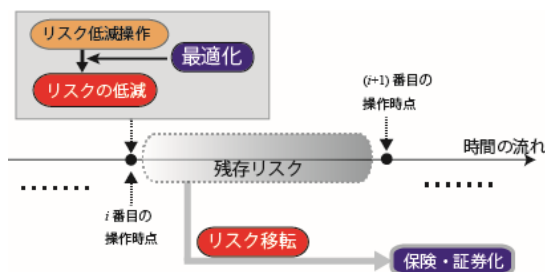 リスク低減操作
最適化
リスクの低減
(i+1) 番目の
操作時点
時間の流れ
残存リスク
i 番目の
操作時点
リスク移転
保険・証券化